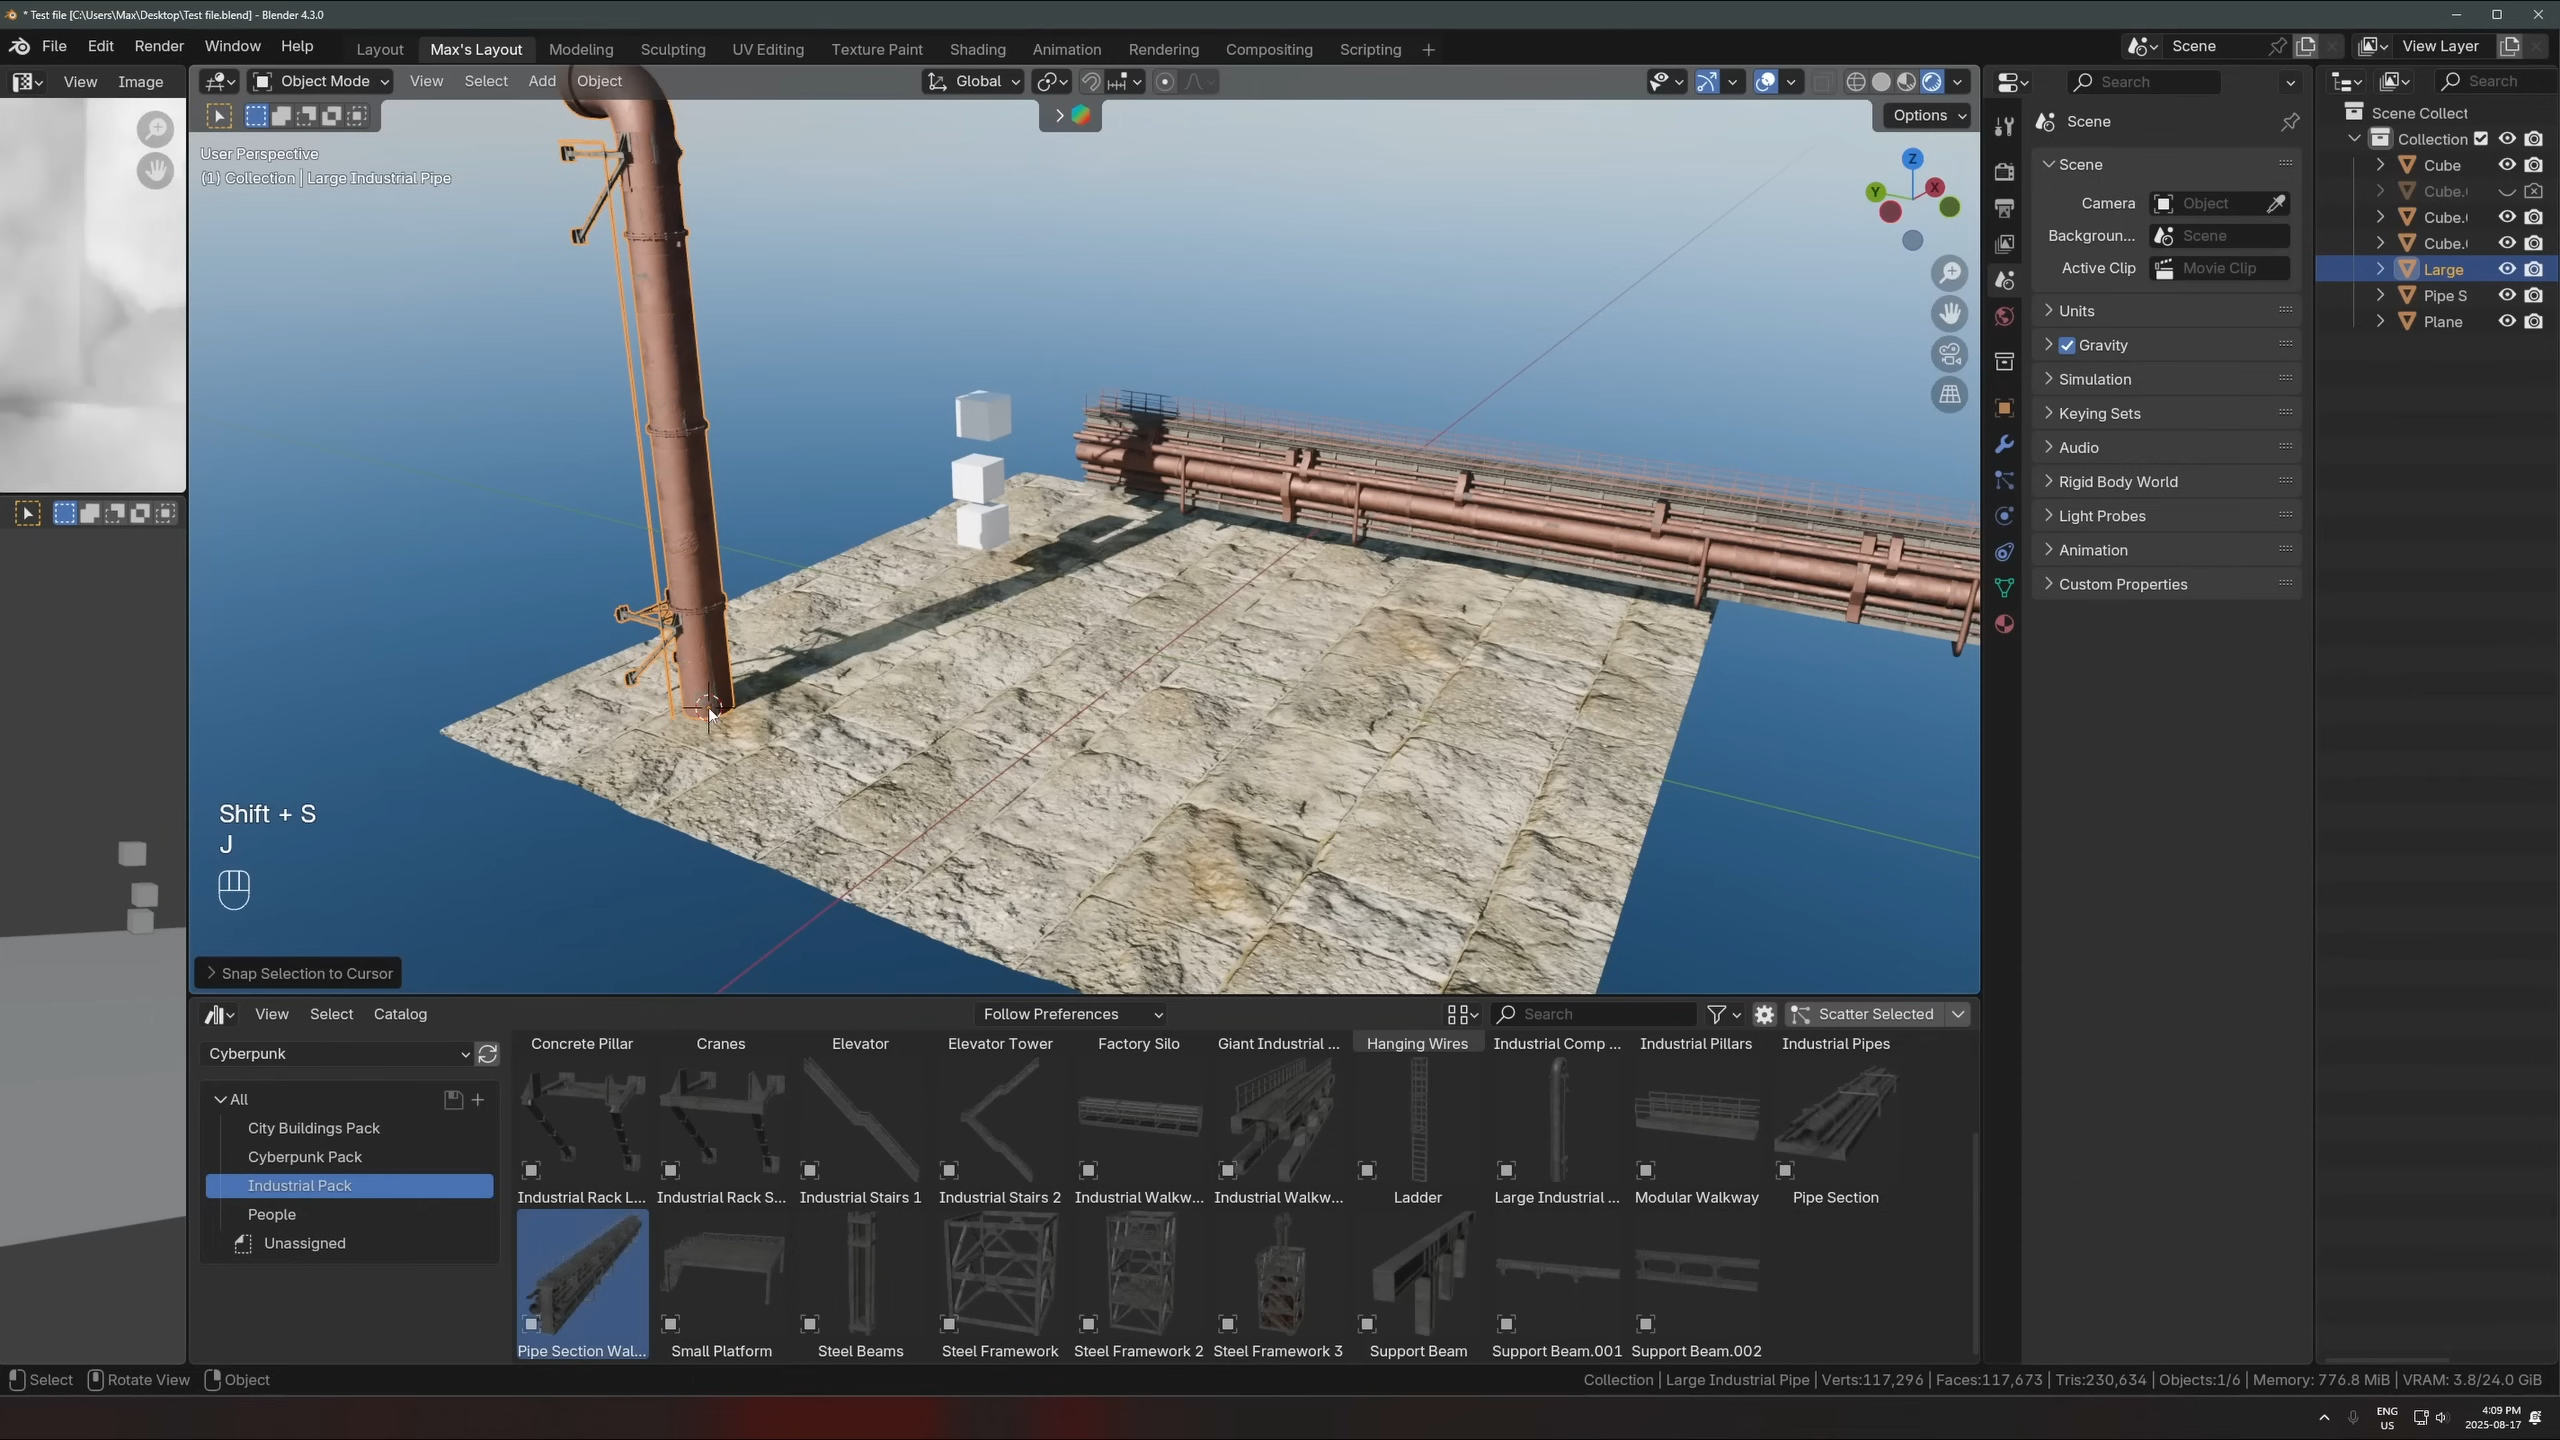 * Test file [C:\Users\Max\Desktop\Test file.blend] - Blender 4.3.0
File Edit Render Window Help Layout Max's Layout Modeling Sculpting UV Editing Texture Paint Shading Animation Rendering Compositing Scripting + Scene View Layer
View Image Object Mode View Select Add Object Global Search Search
Options
User Perspective
(1) Collection | Large Industrial Pipe
Z
Y X
Scene
Scene
Camera Object
Backgroun... Scene
Active Clip Movie Clip
Units
Gravity
Simulation
Keying Sets
Audio
Rigid Body World
Light Probes
Animation
Custom Properties
Scene Collect
Collection
Cube
Cube.(
Cube.(
Cube.(
Large
Pipe S
Plane
Shift + S
J
Snap Selection to Cursor
View Select Catalog Follow Preferences Search Scatter Selected
Cyberpunk
All
City Buildings Pack
Cyberpunk Pack
Industrial Pack
People
Unassigned
Concrete Pillar Cranes Elevator Elevator Tower Factory Silo Giant Industrial ... Hanging Wires Industrial Comp ... Industrial Pillars Industrial Pipes
Industrial Rack L... Industrial Rack S... Industrial Stairs 1 Industrial Stairs 2 Industrial Walkw... Industrial Walkw... Ladder Large Industrial ... Modular Walkway Pipe Section
Pipe Section Wal... Small Platform Steel Beams Steel Framework Steel Framework 2 Steel Framework 3 Support Beam Support Beam.001 Support Beam.002
Select Rotate View Object Collection | Large Industrial Pipe | Verts:117,296 | Faces:117,673 | Tris:230,634 | Objects:1/6 | Memory: 776.8 MiB | VRAM: 3.8/24.0 GiB
ENG
US
4:09 PM
2025-08-17